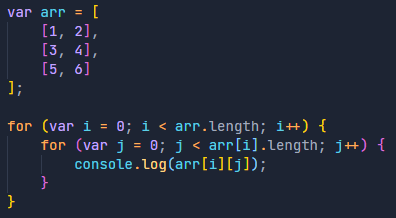 var arr = [
    [1, 2],
    [3, 4],
    [5, 6]
];

for (var i = 0; i < arr.length; i++) {
    for (var j = 0; j < arr[i].length; j++) {
        console.log(arr[i][j]);
    }
}